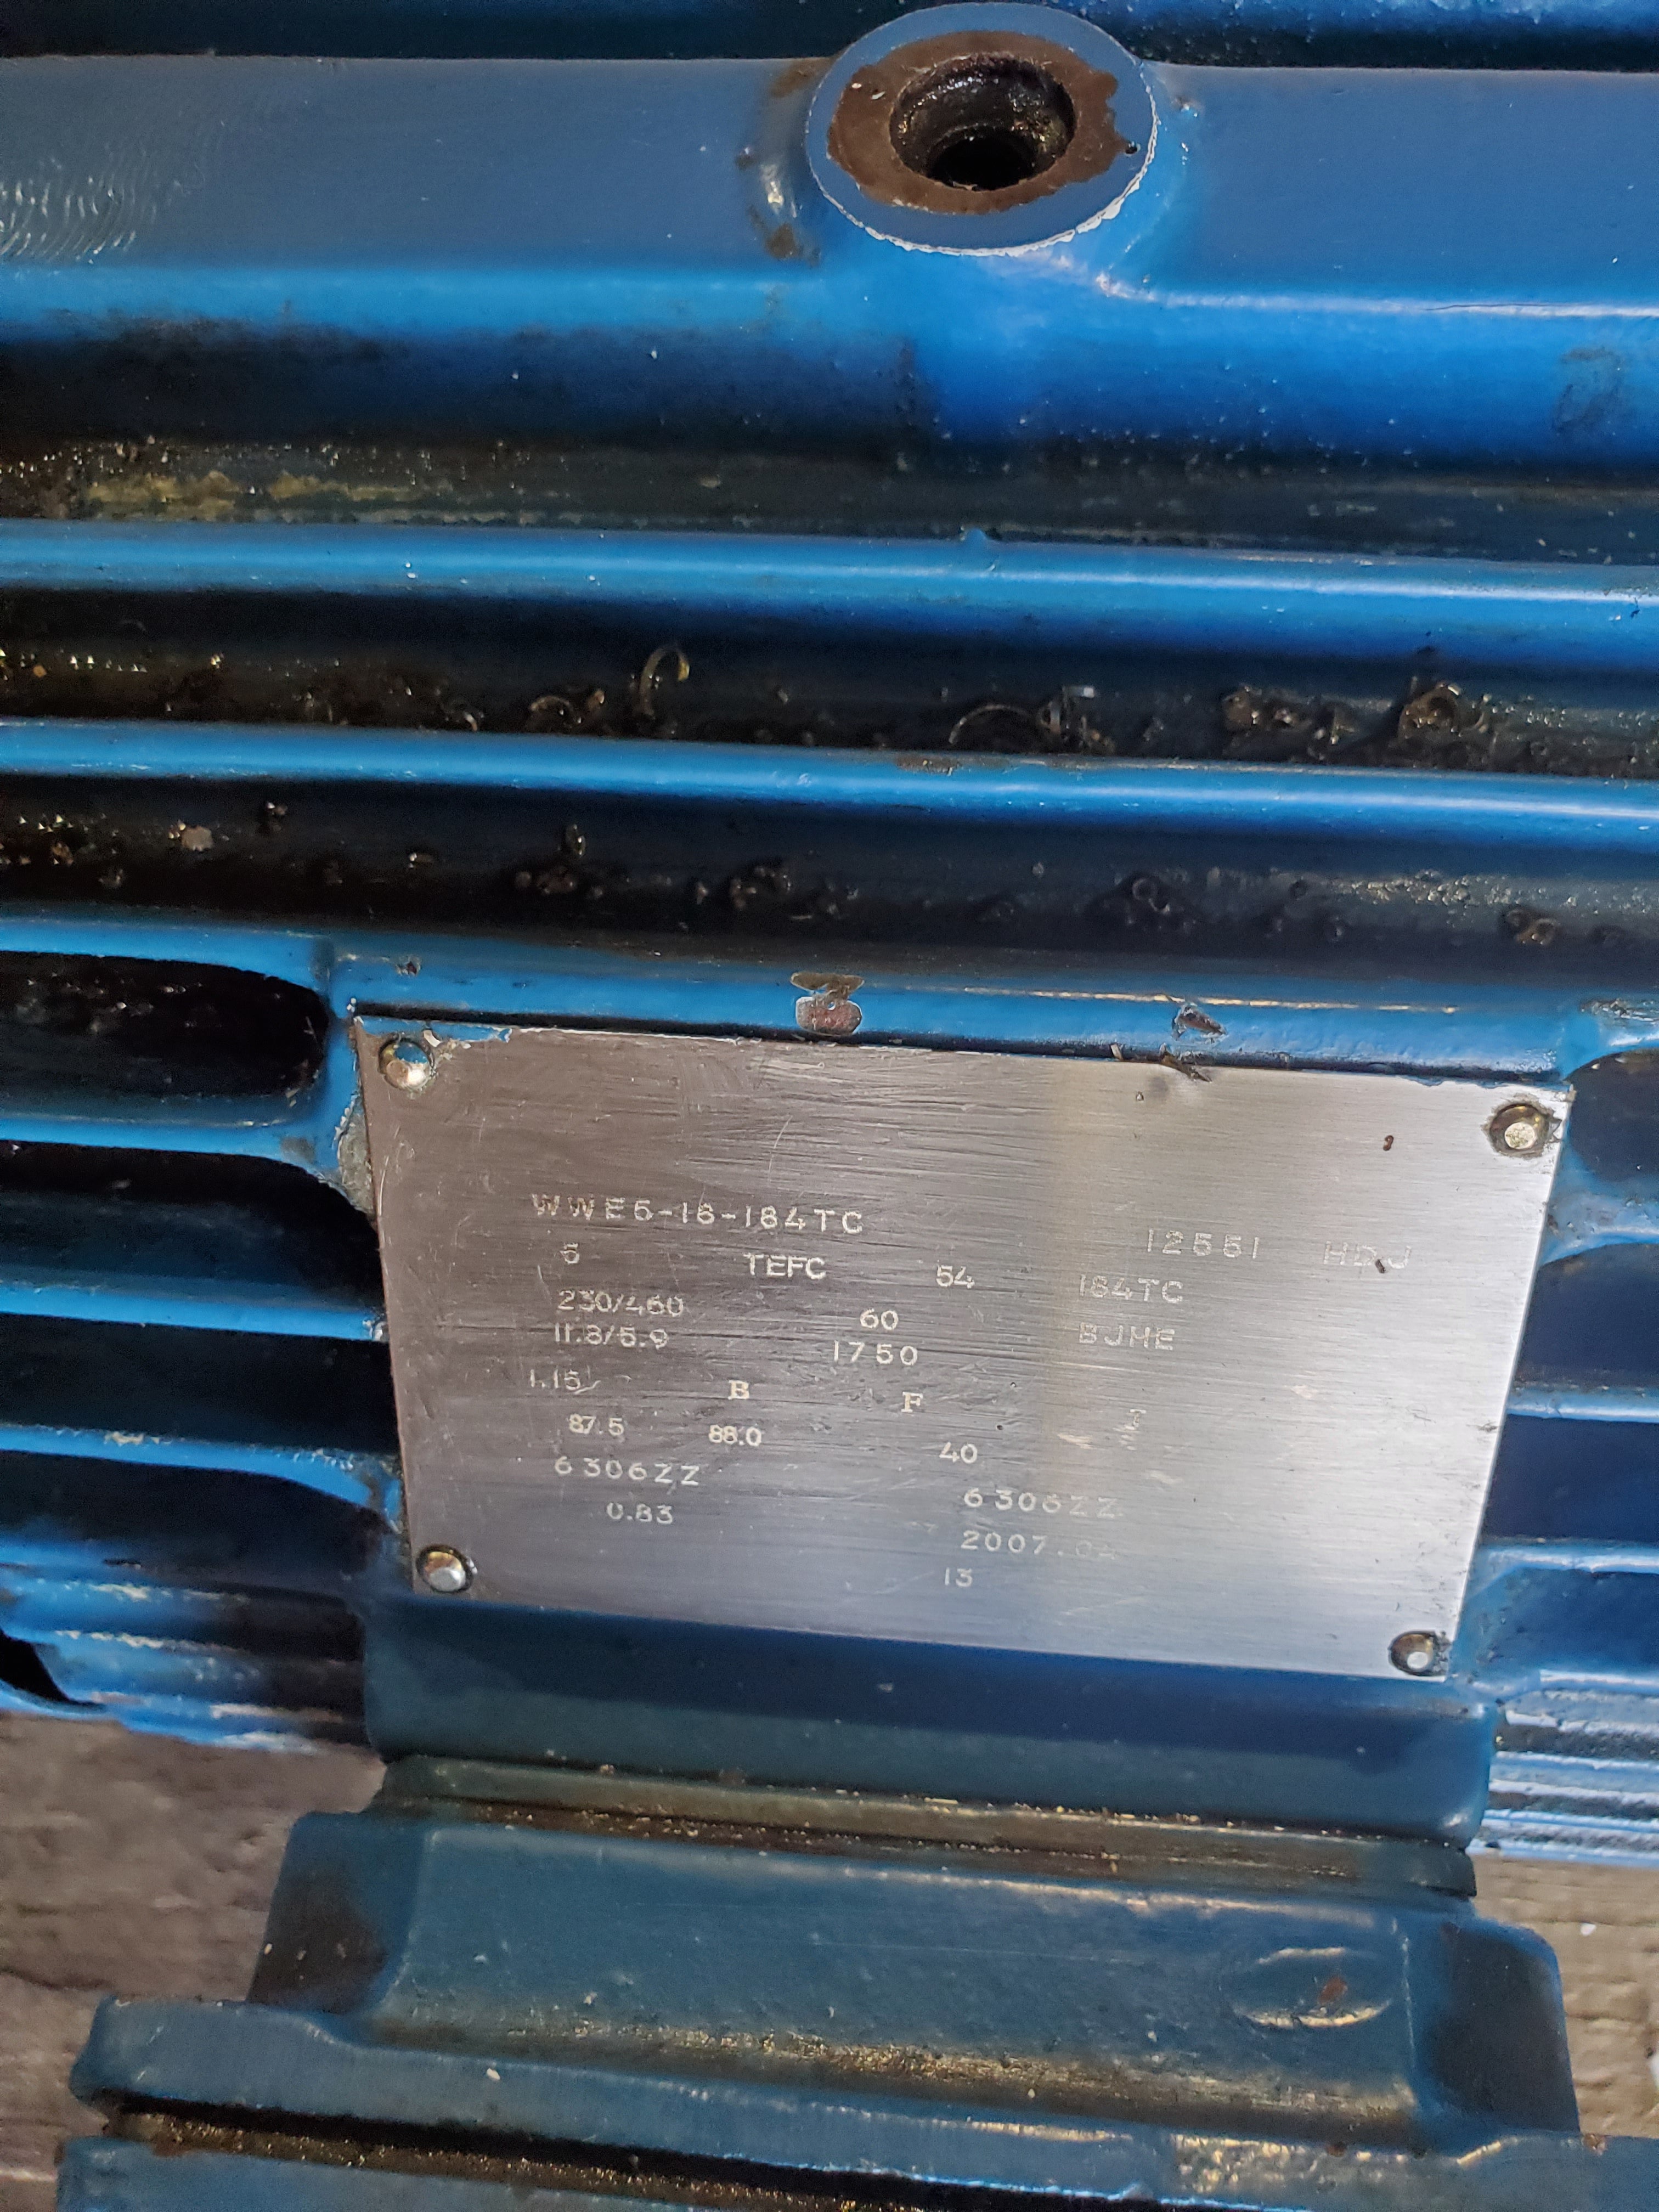 WWE5-18-184TC 12551 HDJ
5 TEFC 54 184TC
230/460 60 BJME
11.8/5.9 1750
1.15 B F
87.5 88.0 40
6306ZZ 6306ZZ
0.83
13